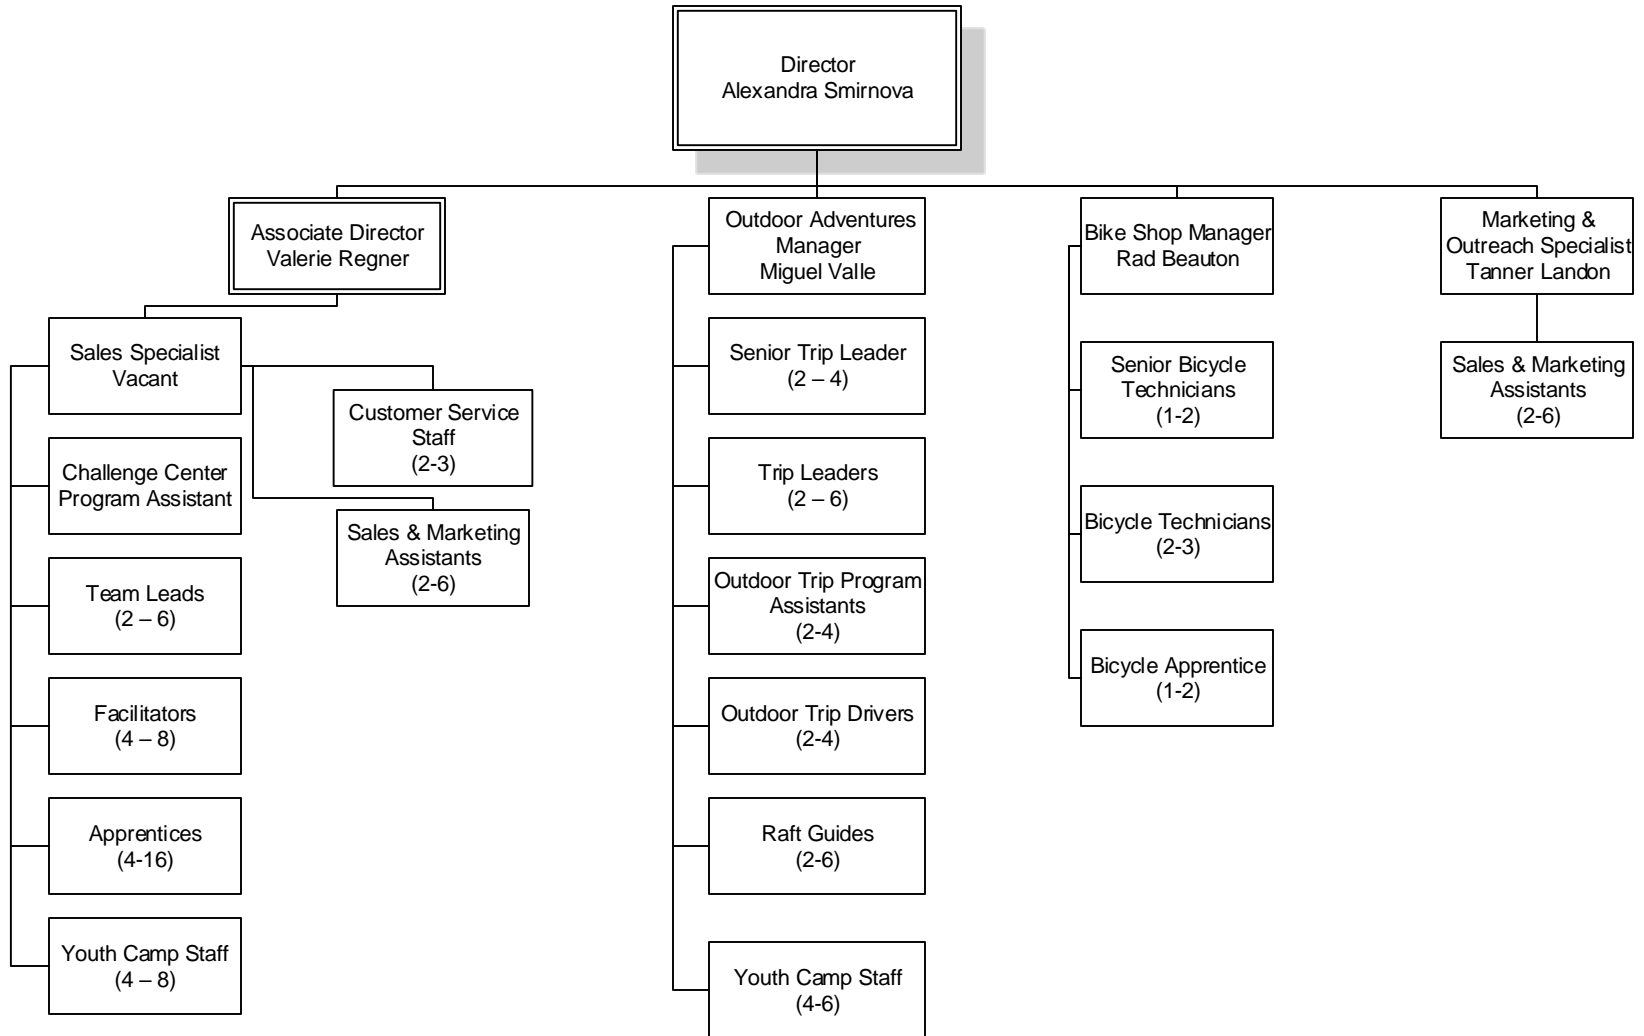 Director
Alexandra Smirnova
Associate Director
Valerie Regner
Sales Specialist
Vacant
Challenge Center
Program Assistant
Team Leads
(2 – 6)
Facilitators
(4 – 8)
Apprentices
(4-16)
Youth Camp Staff
(4 – 8)
Customer Service
Staff
(2-3)
Sales & Marketing
Assistants
(2-6)
Outdoor Adventures
Manager
Miguel Valle
Senior Trip Leader
(2 – 4)
Trip Leaders
(2 – 6)
Outdoor Trip Program
Assistants
(2-4)
Outdoor Trip Drivers
(2-4)
Raft Guides
(2-6)
Youth Camp Staff
(4-6)
Bike Shop Manager
Rad Beauton
Senior Bicycle
Technicians
(1-2)
Bicycle Technicians
(2-3)
Bicycle Apprentice
(1-2)
Marketing &
Outreach Specialist
Tanner Landon
Sales & Marketing
Assistants
(2-6)